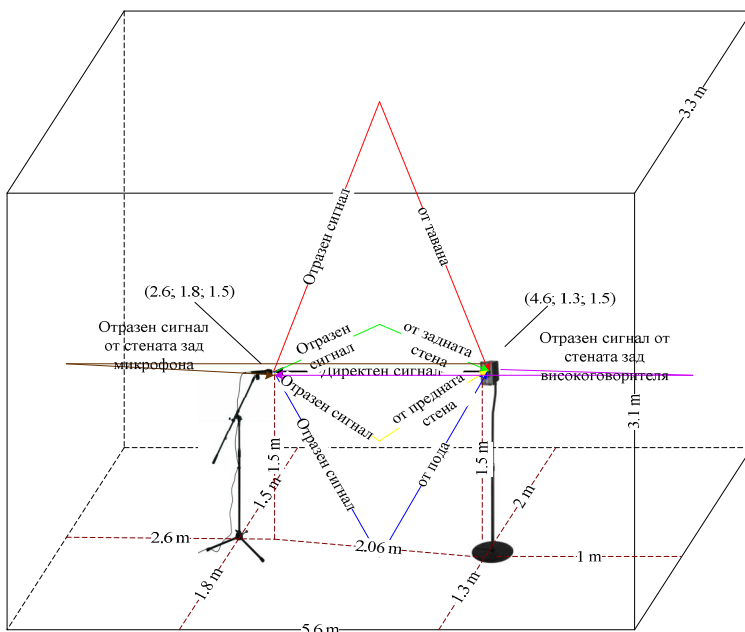 3.3 m
Отразен сигнал
от тавана
(2.6; 1.8; 1.5)
(4.6; 1.3; 1.5)
Отразен сигнал
от стената зад
микрофона
Отразен
сигнал
от задната
стена
Отразен сигнал от
стената зад
високоговорителя
Директен сигнал
Отразен сигнал
от предната
стена
3.1 m
Отразен сигнал
от пода
1.5 m
1.5 m
1.5 m
2 m
2.6 m
2.06 m
1 m
1.8 m
1.3 m
5.6 m